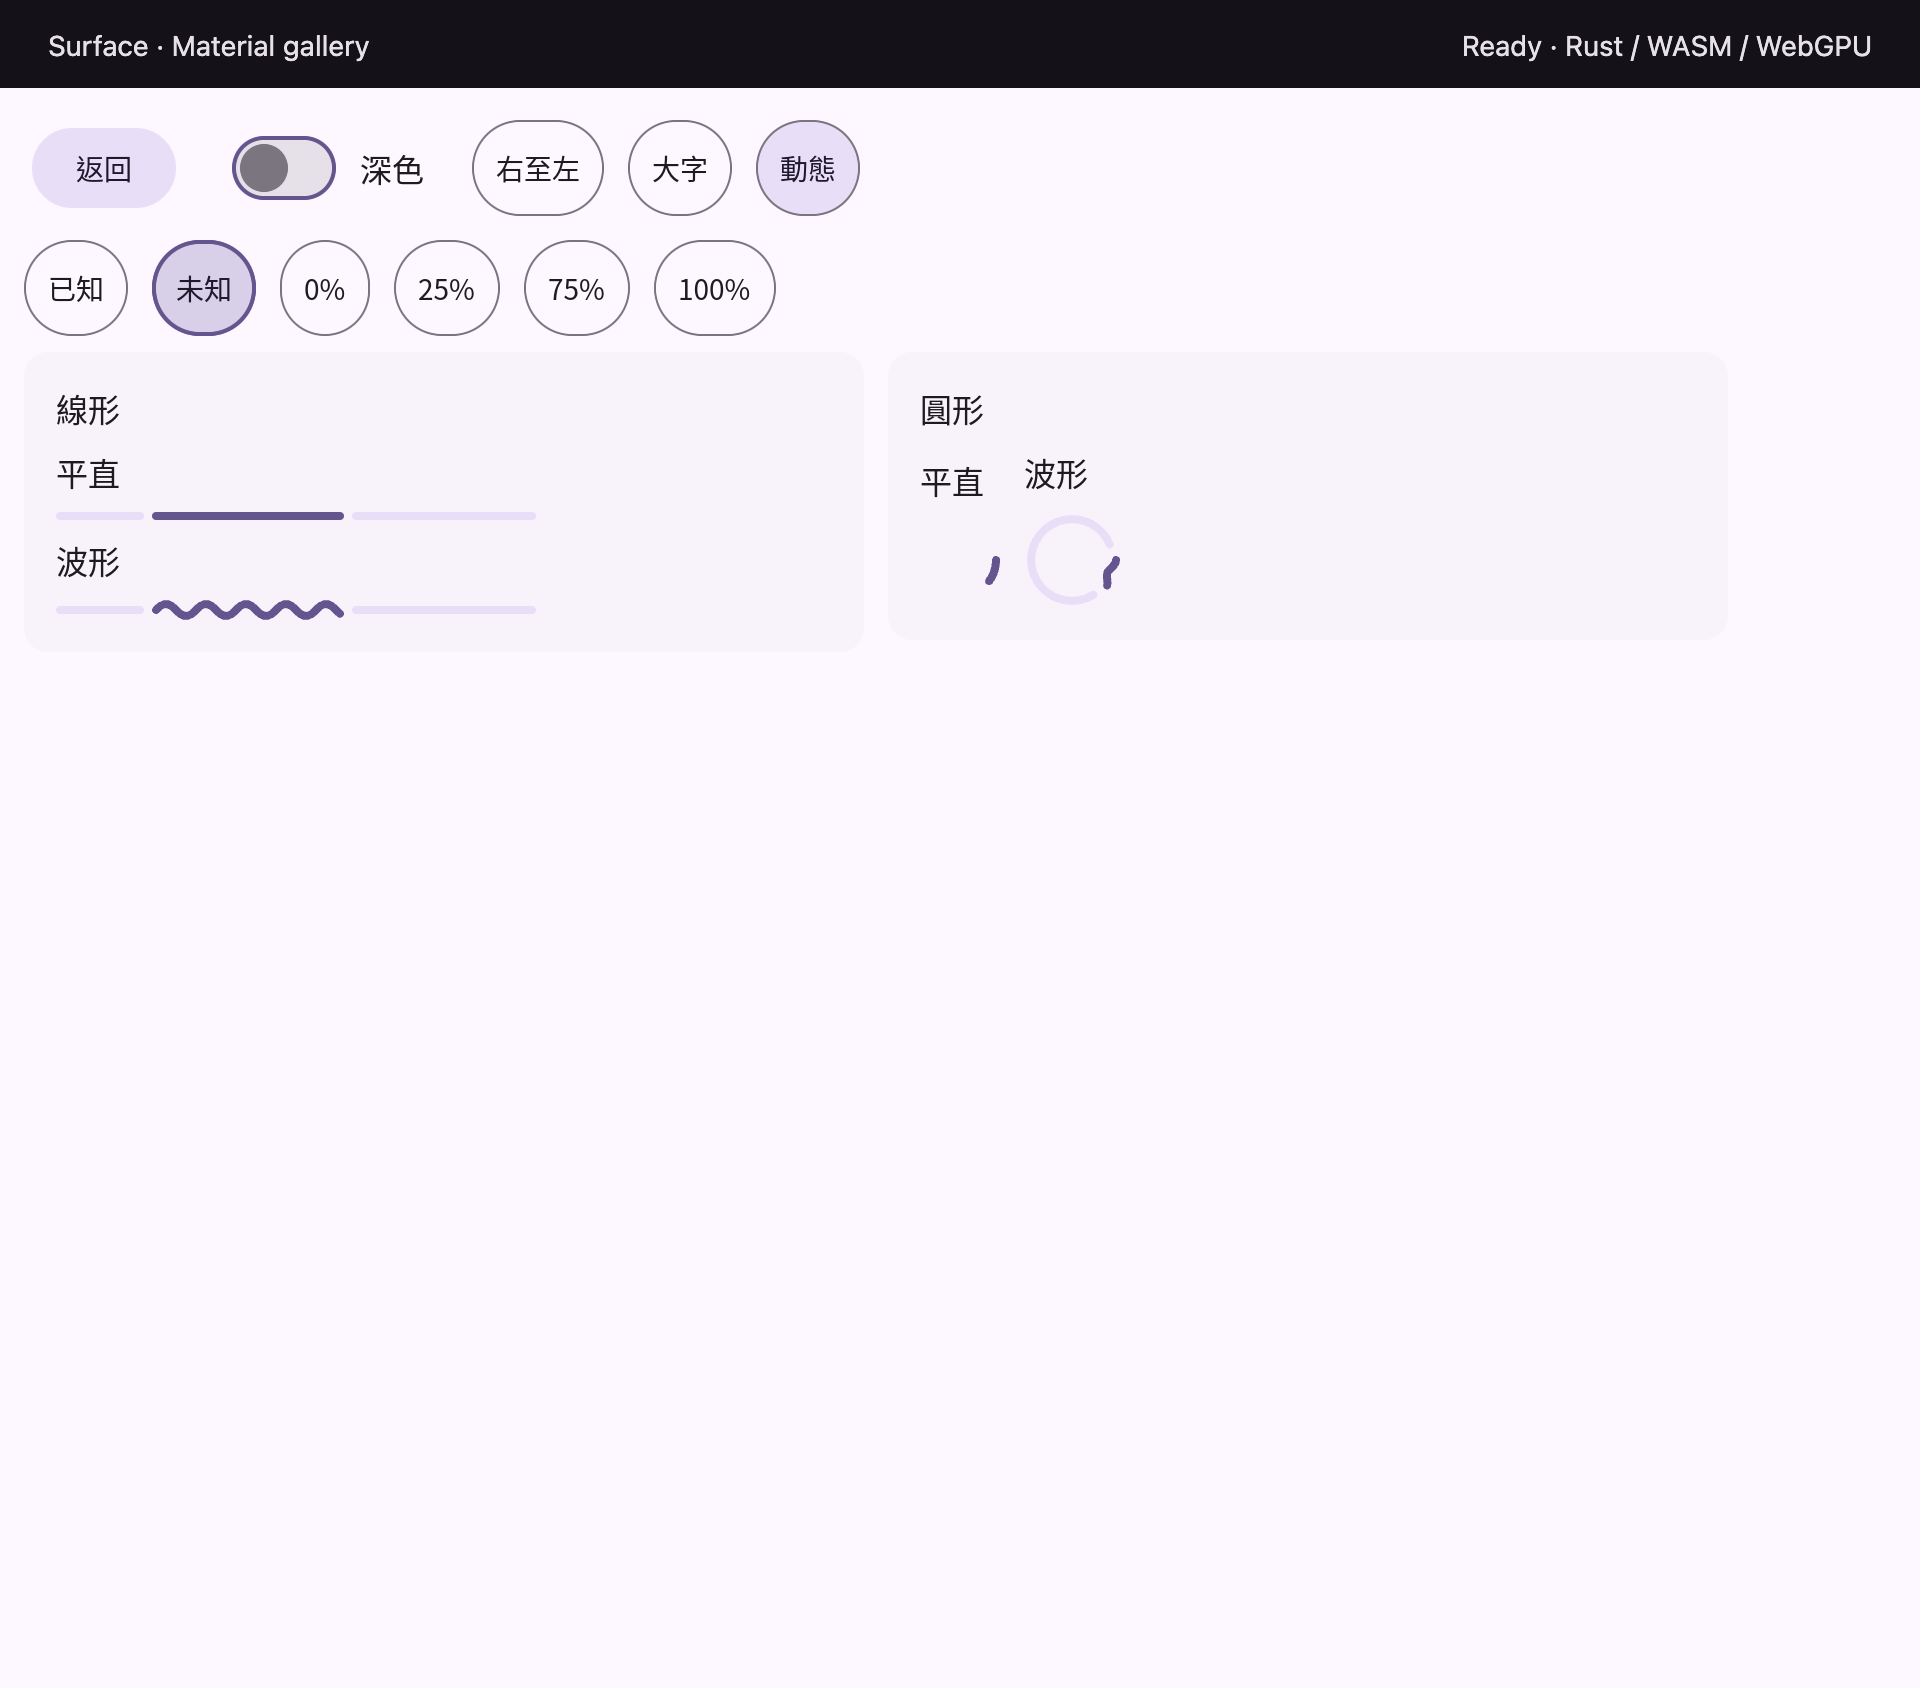 Surface · Material gallery
Ready · Rust / WASM / WebGPU
返回
深色
右至左
大字
動態
已知
未知
0%
25%
75%
100%
線形
平直
波形
圓形
平直
波形